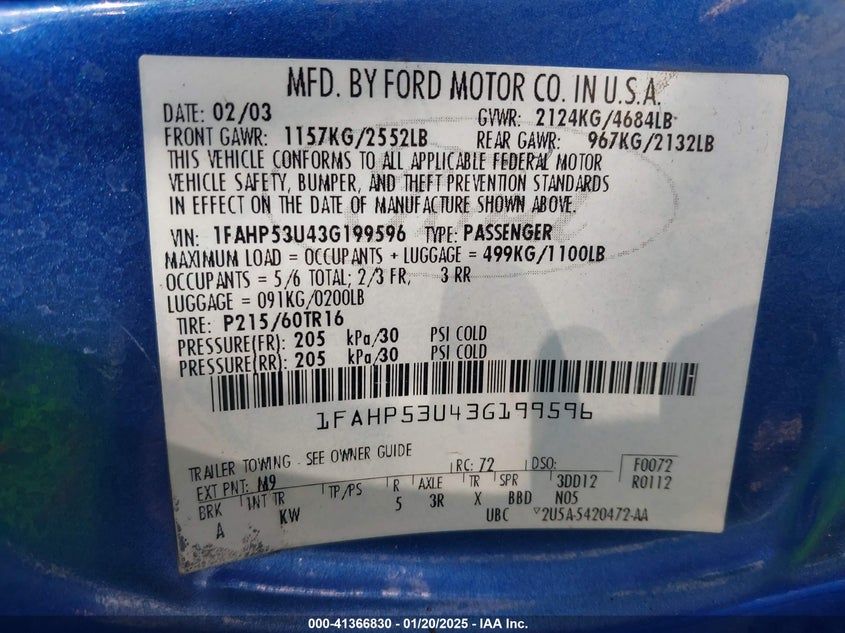 MFD. BY FORD MOTOR CO. IN U.S.A.
DATE: 02/03 GVWR: 2124KG/4684LB
FRONT GAWR: 1157KG/2552LB REAR GAWR: 967KG/2132LB
THIS VEHICLE CONFORMS TO ALL APPLICABLE FEDERAL MOTOR
VEHICLE SAFETY, BUMPER, AND THEFT PREVENTION STANDARDS
IN EFFECT ON THE DATE OF MANUFACTURE SHOWN ABOVE.
VIN: 1FAHP53U43G199596 TYPE: PASSENGER
MAXIMUM LOAD = OCCUPANTS + LUGGAGE = 499KG/1100LB
OCCUPANTS = 5/6 TOTAL; 2/3 FR, 3 RR
LUGGAGE = 091KG/0200LB
TIRE: P215/60TR16
PRESSURE(FR): 205 kPa/30 PSI COLD
PRESSURE(RR): 205 kPa/30 PSI COLD
1FAHP53U43G199596
TRAILER TOWING - SEE OWNER GUIDE RC: 72 DSO: F0072
EXT PNT: M9 R0112
BRK INT TR TP/PS R AXLE TR SPR 3DD12
A KW 5 3R X BBD N05
UBC ▽2U5A-5420472-AA
000-41366830 - 01/20/2025 - IAA Inc.